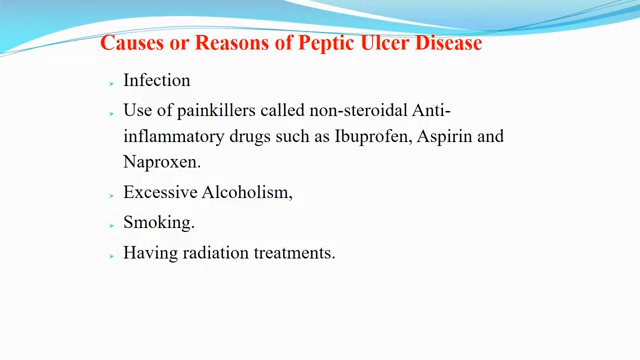 Causes or Reasons of Peptic Ulcer Disease
Infection
Use of painkillers called non-steroidal Anti-
inflammatory drugs such as Ibuprofen, Aspirin and
Naproxen.
Excessive Alcoholism,
Smoking.
Having radiation treatments.